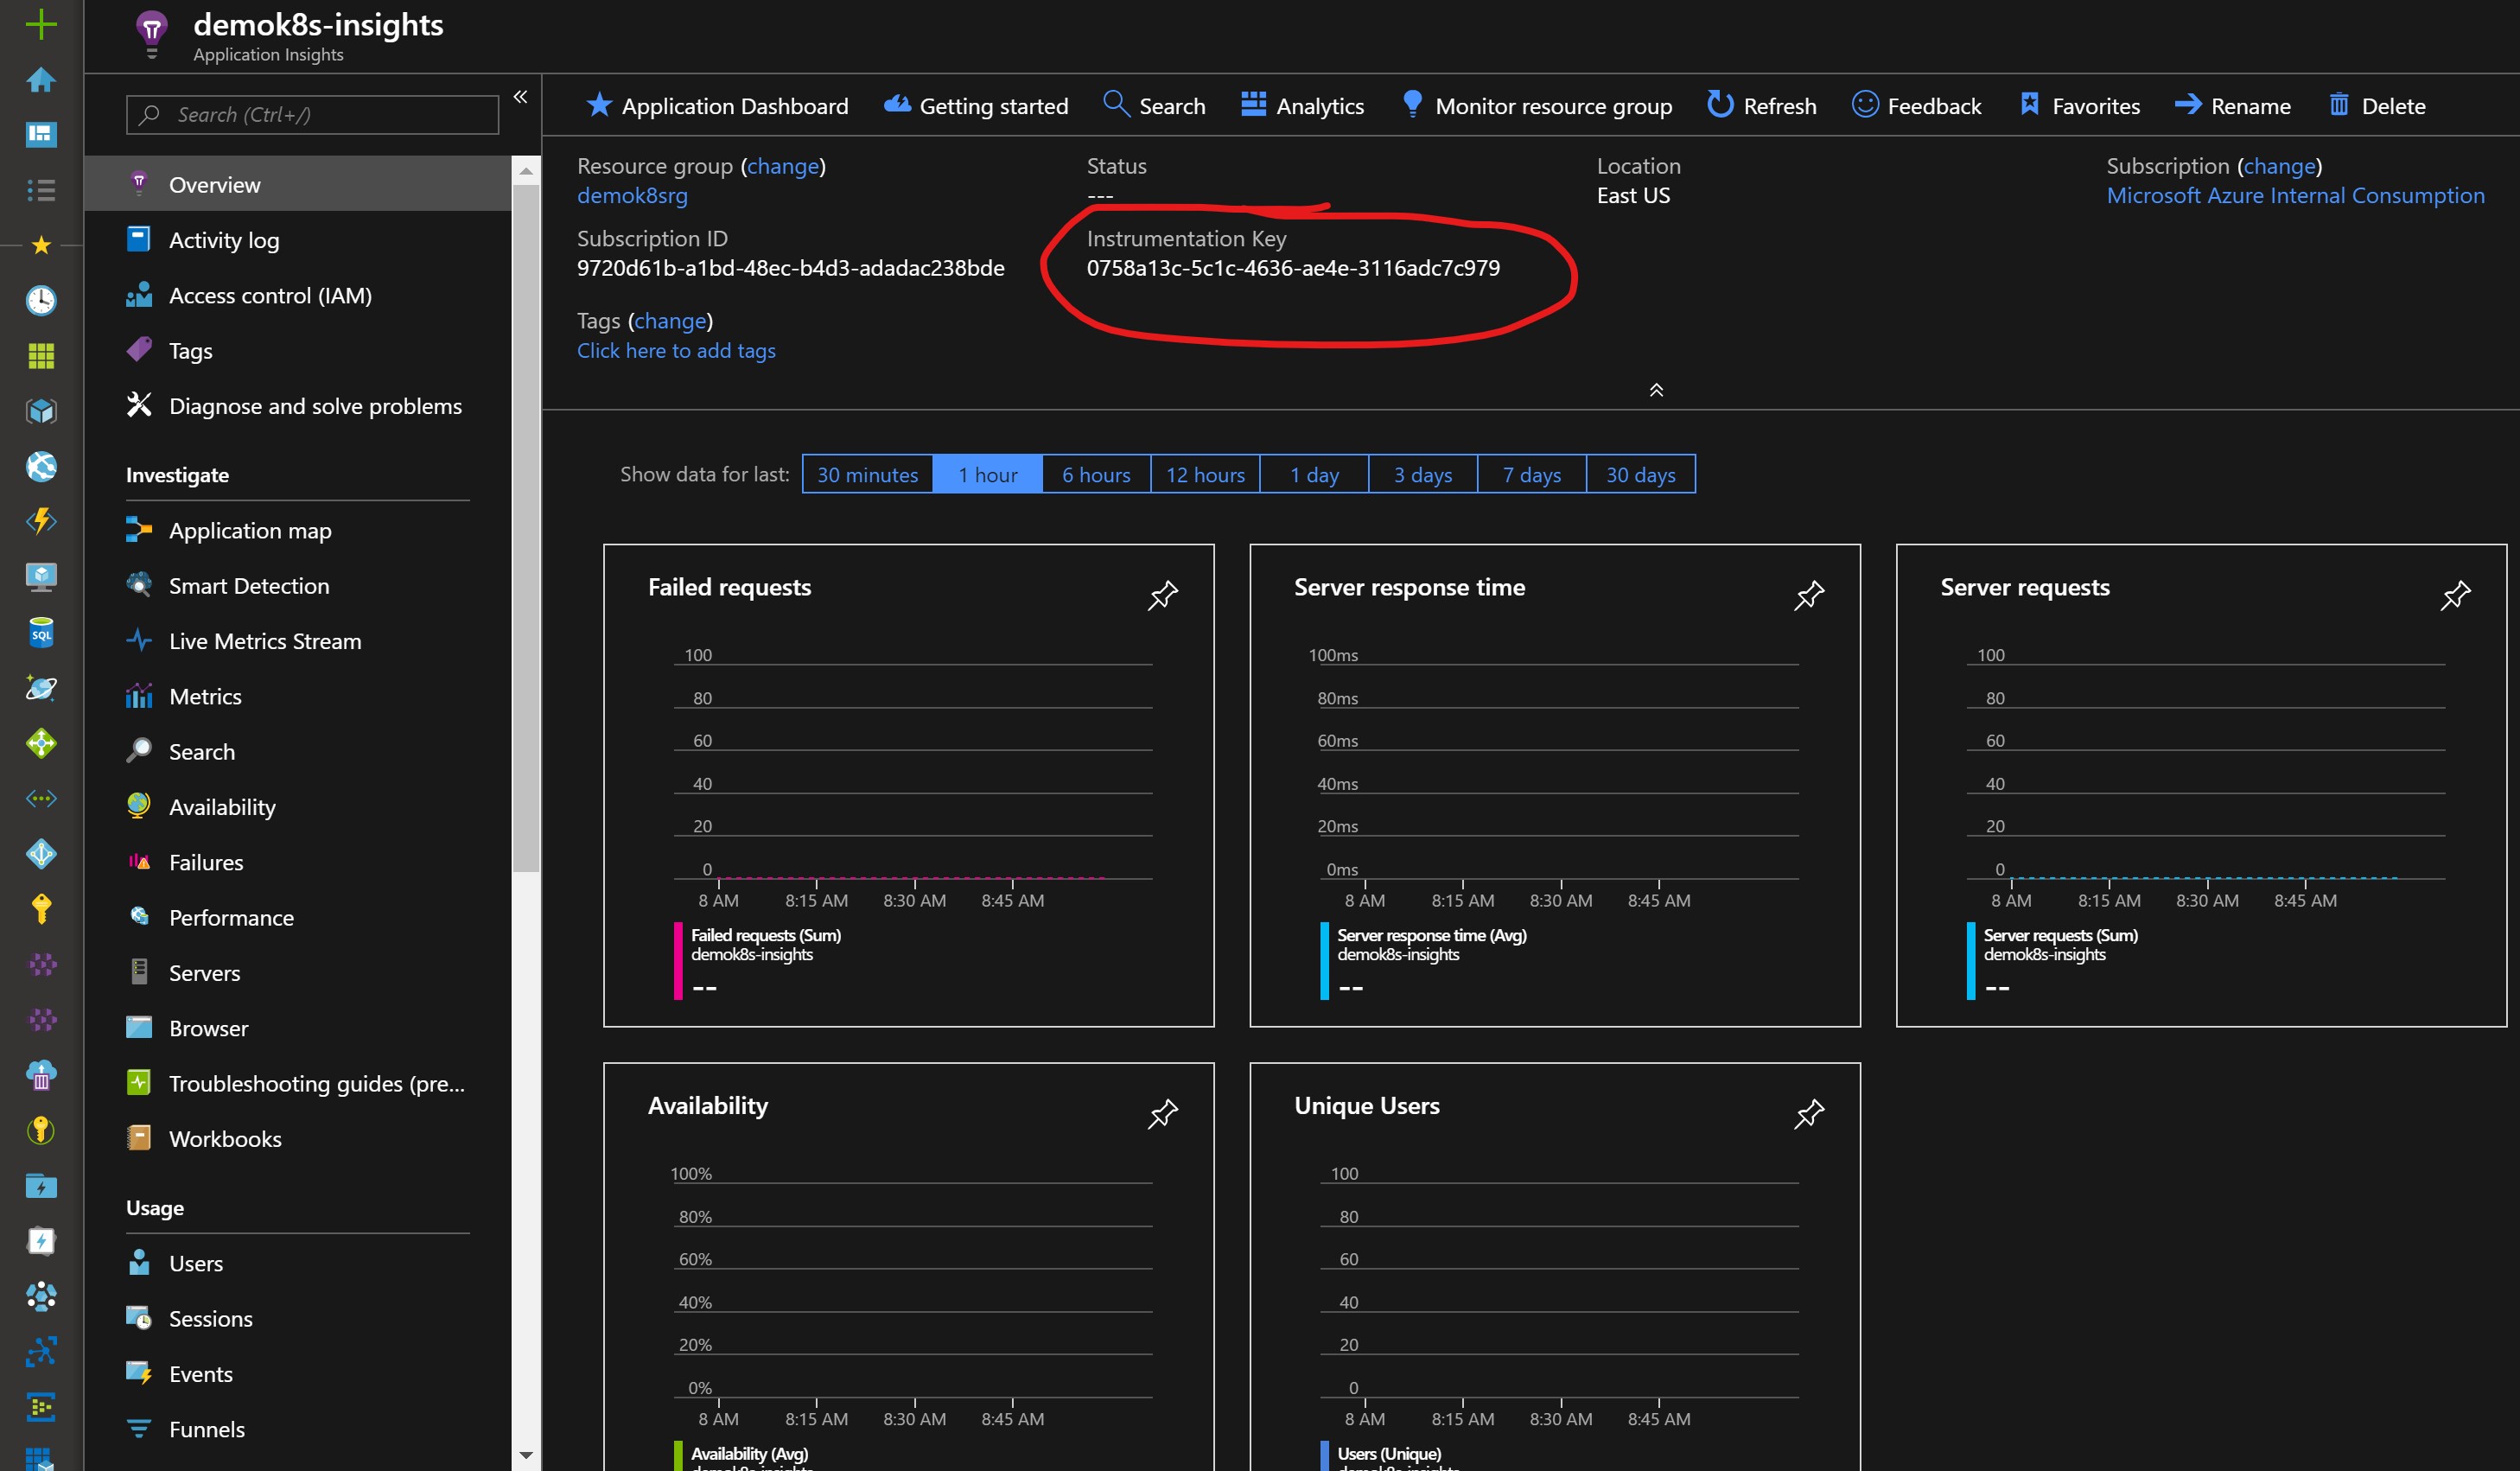 demok8s-insights
Application Insights
Search (Ctrl+/)
Overview
Activity log
Access control (IAM)
Tags
Diagnose and solve problems
Investigate
Application map
Smart Detection
Live Metrics Stream
Metrics
Search
Availability
Failures
Performance
Servers
Browser
Troubleshooting guides (pre...
Workbooks
Usage
Users
Sessions
Events
Funnels
SQL
Application Dashboard
Getting started
Search
Analytics
Monitor resource group
Refresh
Feedback
Favorites
Rename
Delete
Resource group (change)
demok8srg
Status
---
Location
East US
Subscription (change)
Microsoft Azure Internal Consumption
Subscription ID
9720d61b-a1bd-48ec-b4d3-adadac238bde
Instrumentation Key
0758a13c-5c1c-4636-ae4e-3116adc7c979
Tags (change)
Click here to add tags
Show data for last: 30 minutes 1 hour 6 hours 12 hours 1 day 3 days 7 days 30 days
Failed requests
100
80
60
40
20
0
8 AM 8:15 AM 8:30 AM 8:45 AM
Failed requests (Sum)
demok8s-insights
--
Server response time
100ms
80ms
60ms
40ms
20ms
0ms
8 AM 8:15 AM 8:30 AM 8:45 AM
Server response time (Avg)
demok8s-insights
--
Server requests
100
80
60
40
20
0
8 AM 8:15 AM 8:30 AM 8:45 AM
Server requests (Sum)
demok8s-insights
--
Availability
100%
80%
60%
40%
20%
0%
8 AM 8:15 AM 8:30 AM 8:45 AM
Availability (Avg)
demok8s-insights
Unique Users
100
80
60
40
20
0
8 AM 8:15 AM 8:30 AM 8:45 AM
Users (Unique)
demok8s-insights